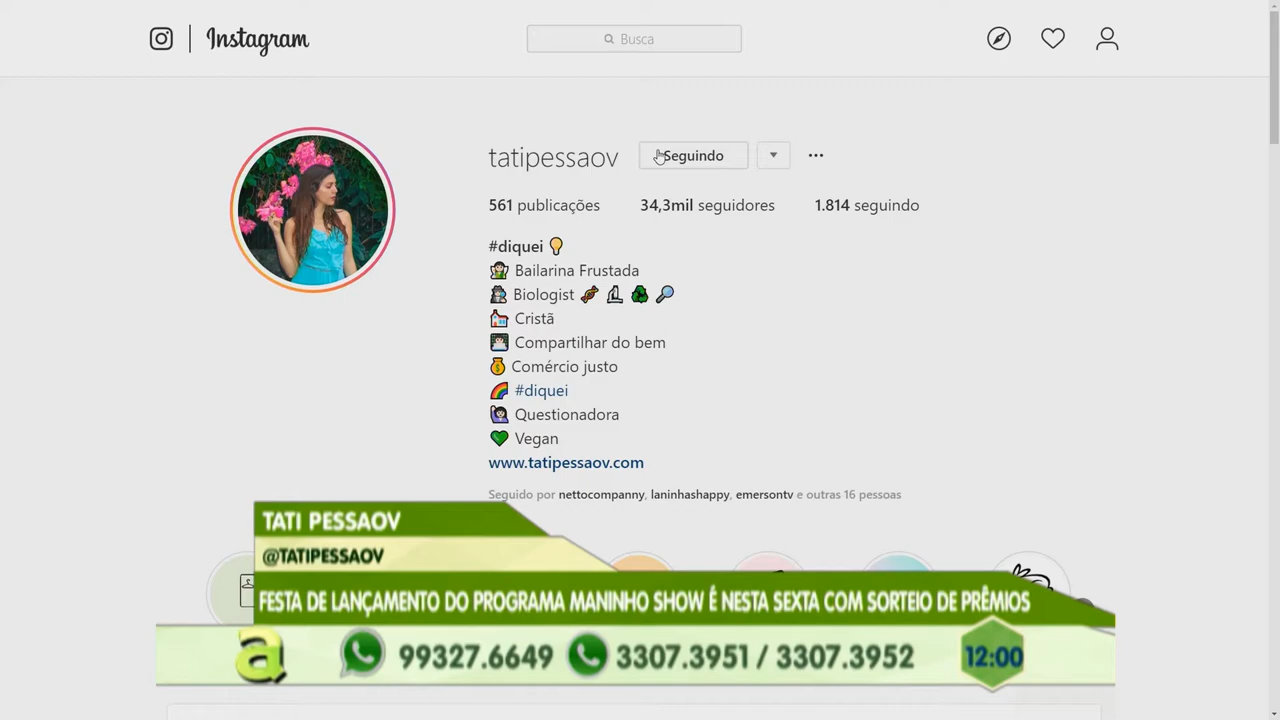 Instagram
Busca
tatipessaov Seguindo
561 publicações 34,3mil seguidores 1.814 seguindo
#diquei
Bailarina Frustada
Biologist
Cristã
Compartilhar do bem
Comércio justo
#diquei
Questionadora
Vegan
www.tatipessaov.com
Seguido por nettocompanny, laninhashappy, emersontv e outras 16 pessoas
TATI PESSAOV
@TATIPESSAOV
FESTA DE LANÇAMENTO DO PROGRAMA MANINHO SHOW É NESTA SEXTA COM SORTEIO DE PRÊMIOS
a 99327.6649 3307.3951 / 3307.3952 12:00